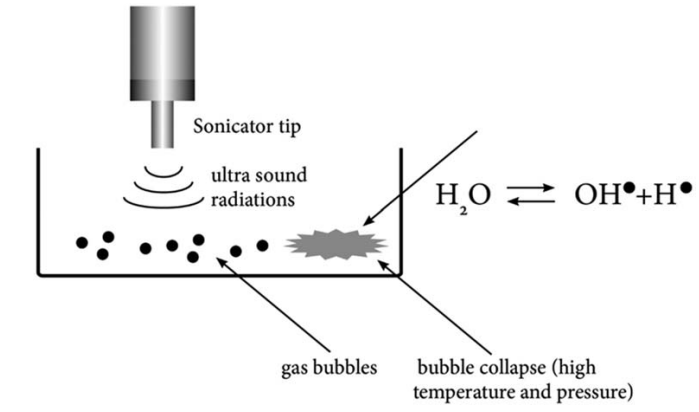 Sonicator tip
ultra sound
radiations
H₂O ⇌ OH•+H•
gas bubbles
bubble collapse (high
temperature and pressure)